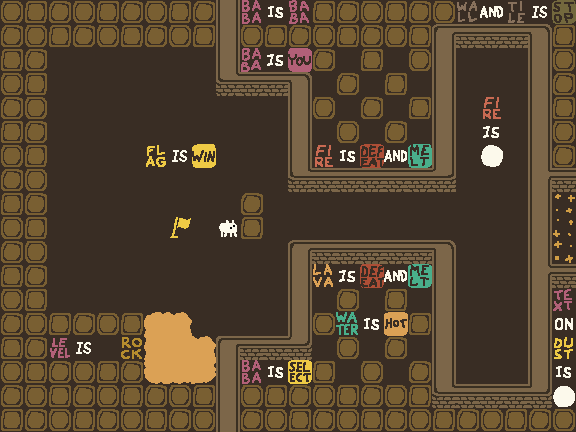 BABA IS BABA
WALL AND TILE IS STOP
BABA IS YOU
FIRE
IS
FLAG IS WIN
FIRE IS DEFEAT AND MELT
LAVA IS DEFEAT AND MELT
WATER IS HOT
LEVEL IS ROCK
BABA IS SELECT
TEXT
ON
DUST
IS